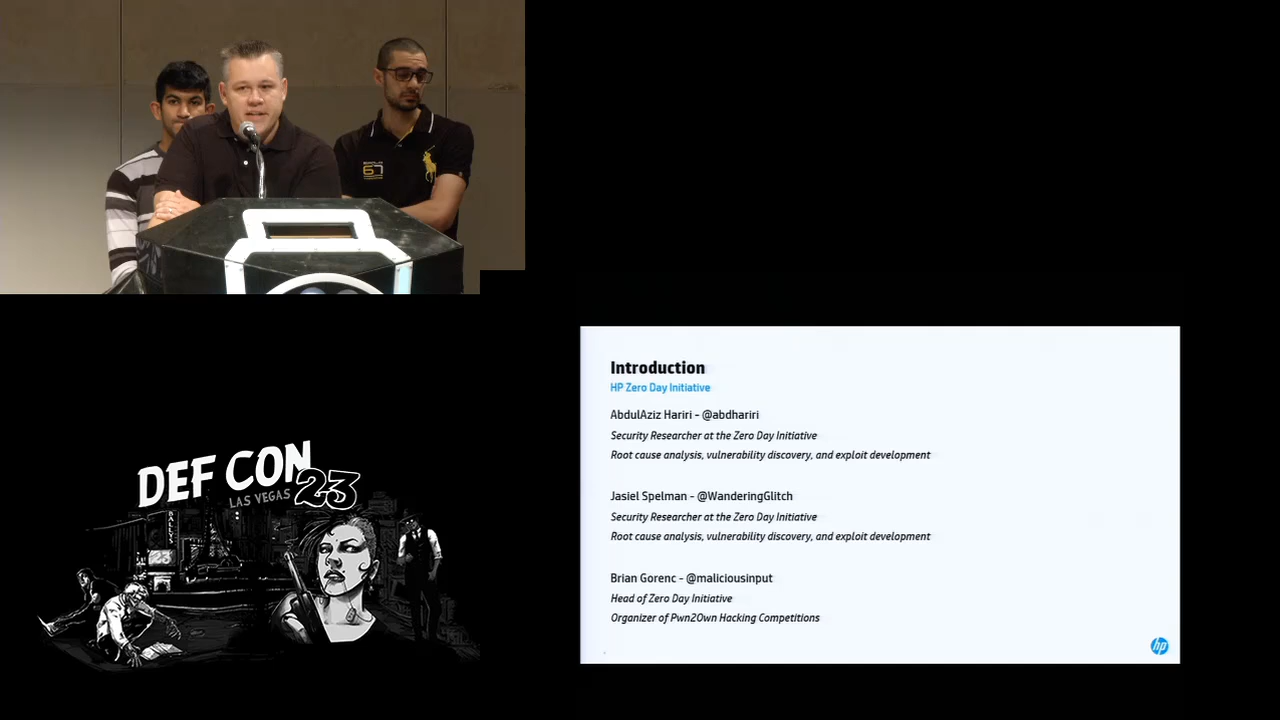 67
DEF CON
LAS VEGAS 23
BALLYS
Introduction
HP Zero Day Initiative
AbdulAziz Hariri - @abdhariri
Security Researcher at the Zero Day Initiative
Root cause analysis, vulnerability discovery, and exploit development
Jasiel Spelman - @WanderingGlitch
Security Researcher at the Zero Day Initiative
Root cause analysis, vulnerability discovery, and exploit development
Brian Gorenc - @maliciousinput
Head of Zero Day Initiative
Organizer of Pwn2Own Hacking Competitions
hp